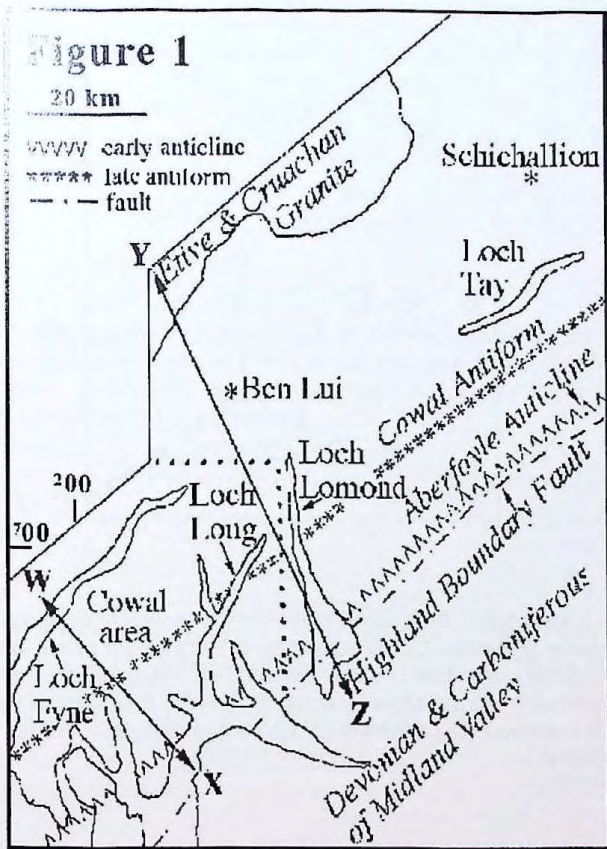 Figure 1
20 km
early anticline
late antiform
fault
Etive & Cruachan
Granite
Schichallion
*
Loch
Tay
Y
*Ben Lui
Cowal Antiform
Aberfoyle Anticline
Highland Boundary Fault
Loch
Lomond
200
700
Loch
Long
W
Cowal
area
Loch
Fyne
Z
X
Devonian & Carboniferous
of Midland Valley